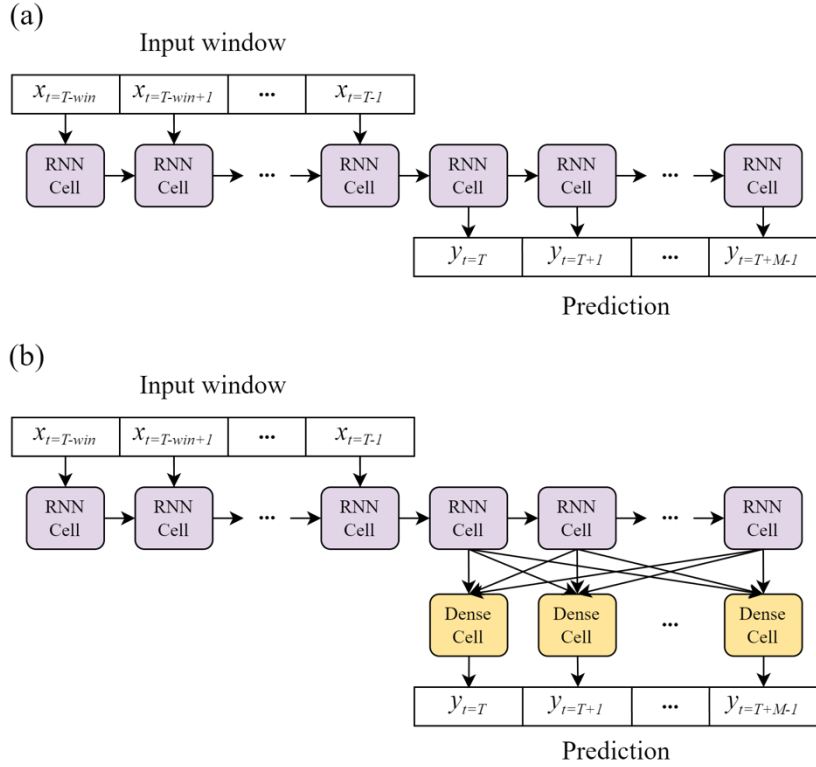 (a)
Input window
x_{t=T-win} x_{t=T-win+1} ... x_{t=T-1}
RNN RNN RNN RNN RNN RNN
Cell Cell ... Cell Cell Cell ... Cell
y_{t=T} y_{t=T+1} ... y_{t=T+M-1}
Prediction
(b)
Input window
x_{t=T-win} x_{t=T-win+1} ... x_{t=T-1}
RNN RNN RNN RNN RNN RNN
Cell Cell ... Cell Cell Cell ... Cell
Dense Dense Dense
Cell Cell ... Cell
y_{t=T} y_{t=T+1} ... y_{t=T+M-1}
Prediction